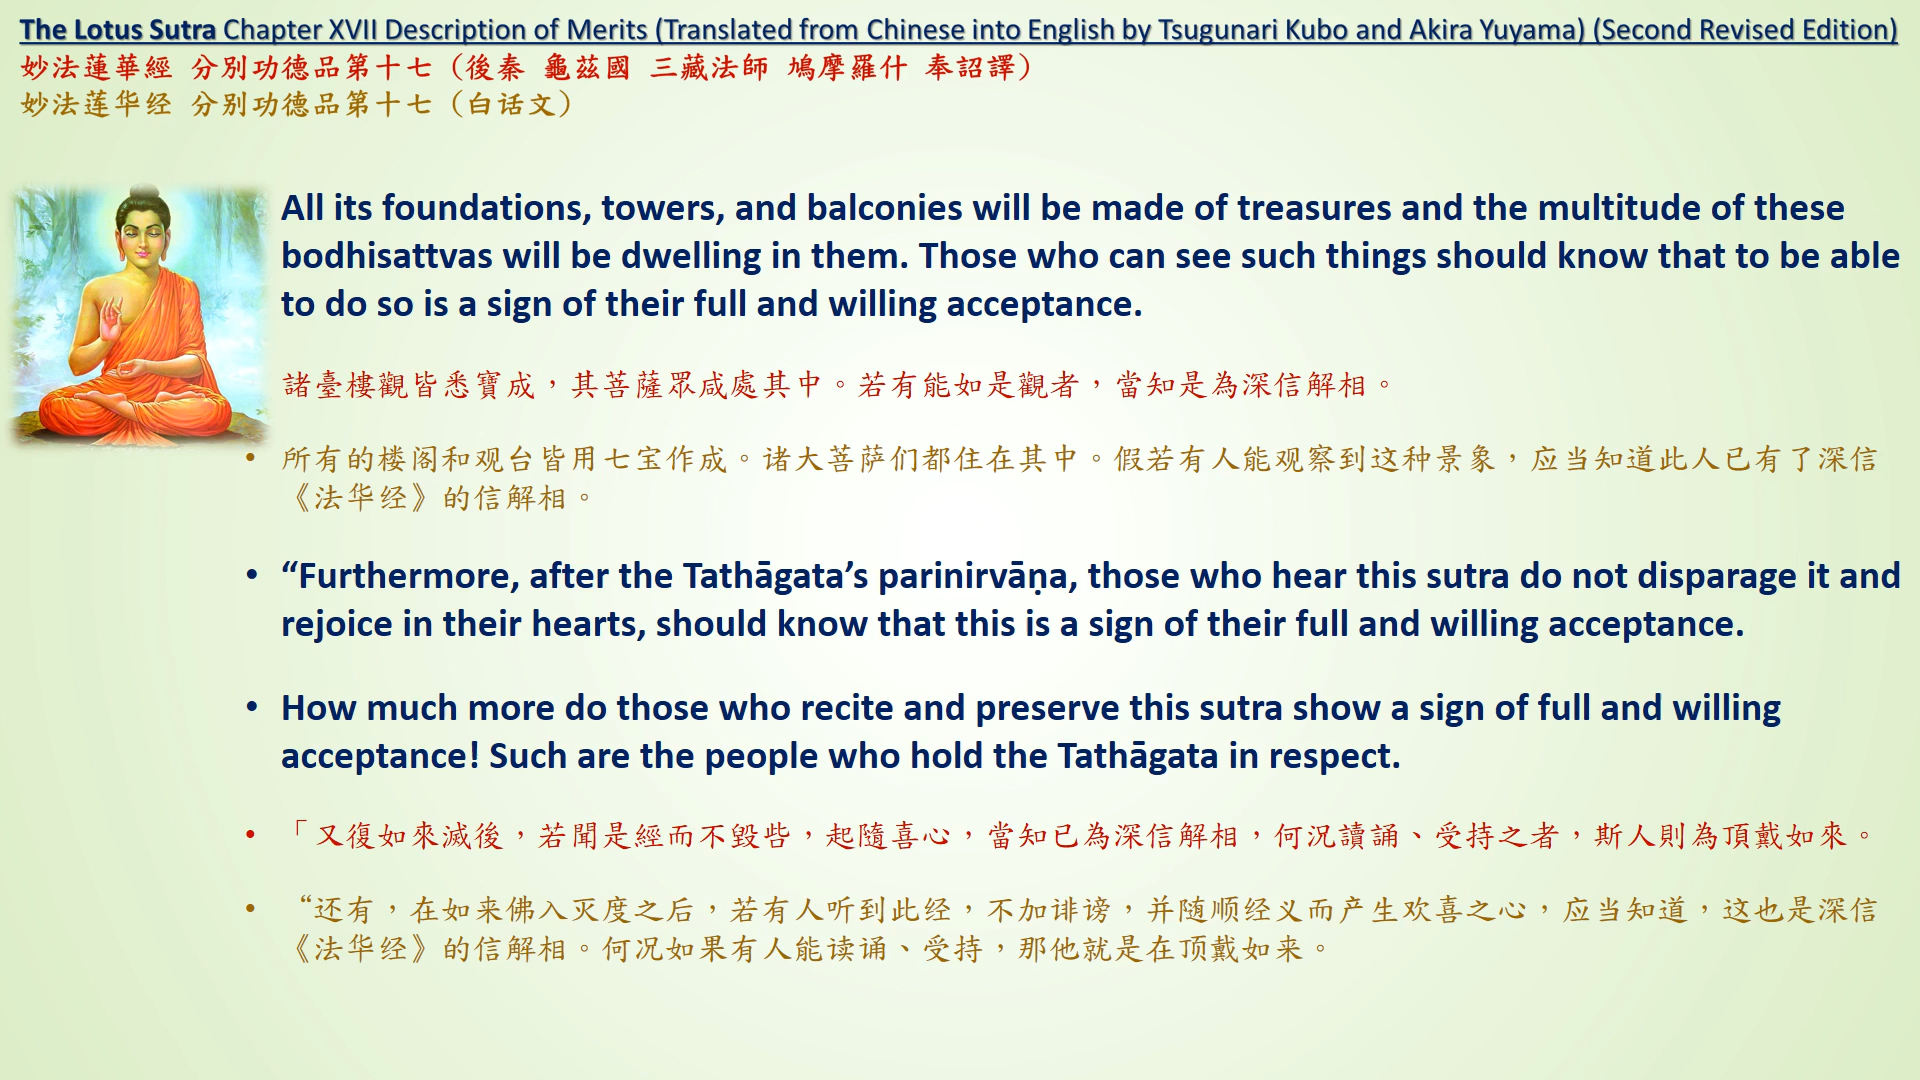 The Lotus Sutra Chapter XVII Description of Merits (Translated from Chinese into English by Tsugunari Kubo and Akira Yuyama) (Second Revised Edition)
妙法蓮華經 分別功德品第十七（後秦 龜茲國 三藏法師 鳩摩羅什 奉詔譯）
妙法莲华经 分别功德品第十七（白话文）
All its foundations, towers, and balconies will be made of treasures and the multitude of these
bodhisattvas will be dwelling in them. Those who can see such things should know that to be able
to do so is a sign of their full and willing acceptance.
諸臺樓觀皆悉寶成，其菩薩眾咸處其中。若有能如是觀者，當知是為深信解相。
• 所有的楼阁和观台皆用七宝作成。诸大菩萨们都住在其中。假若有人能观察到这种景象，应当知道此人已有了深信
《法华经》的信解相。
• “Furthermore, after the Tathāgata’s parinirvāṇa, those who hear this sutra do not disparage it and
rejoice in their hearts, should know that this is a sign of their full and willing acceptance.
• How much more do those who recite and preserve this sutra show a sign of full and willing
acceptance! Such are the people who hold the Tathāgata in respect.
• 「又復如來滅後，若聞是經而不毀呰，起隨喜心，當知已為深信解相，何況讀誦、受持之者，斯人則為頂戴如來。
• “还有，在如来佛入灭度之后，若有人听到此经，不加诽谤，并随顺经义而产生欢喜之心，应当知道，这也是深信
《法华经》的信解相。何况如果有人能读诵、受持，那他就是在顶戴如来。